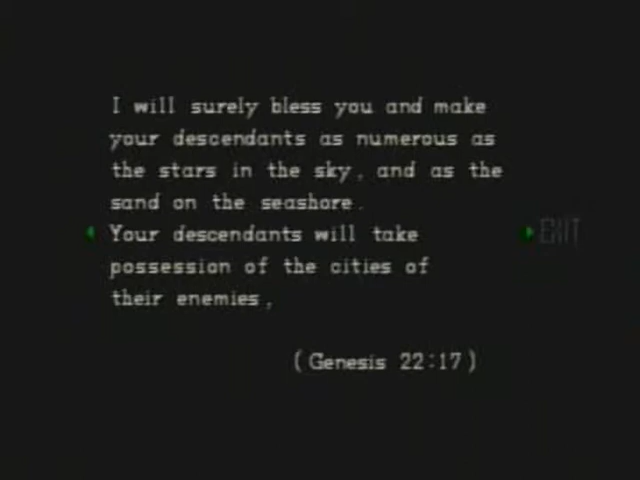 I will surely bless you and make
your descendants as numerous as
the stars in the sky, and as the
sand on the seashore.
Your descendants will take
EXIT
possession of the cities of
their enemies,
(Genesis 22:17)